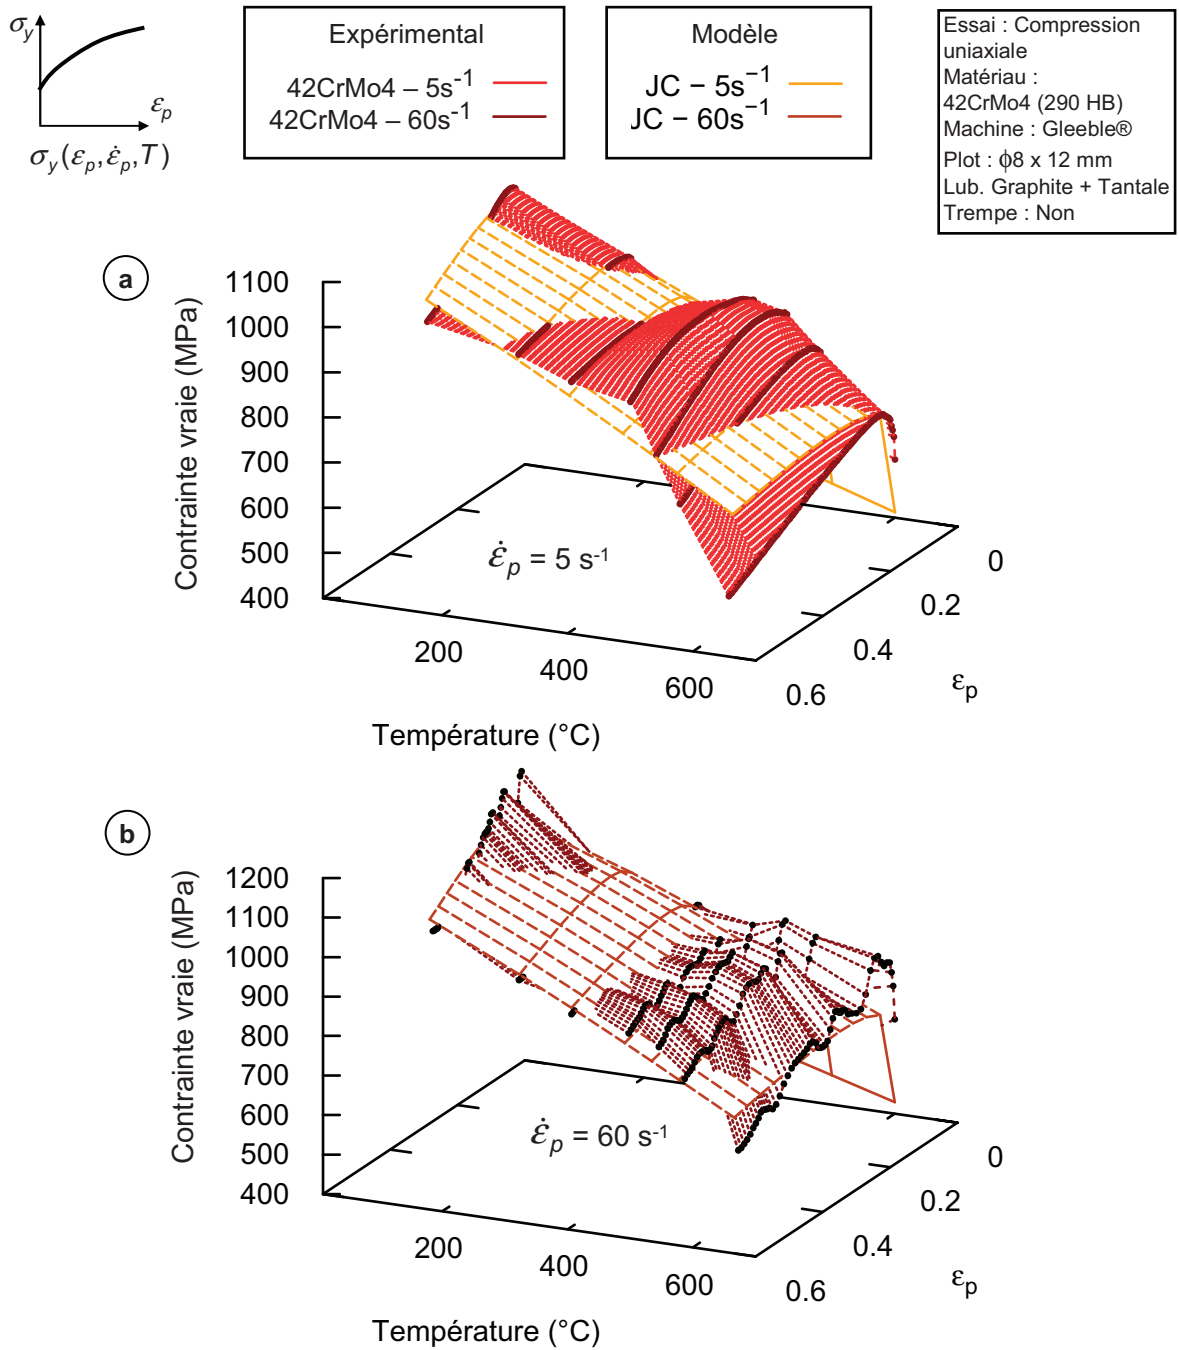 σy
εp
σy(εp, ε̇p, T)
Expérimental
42CrMo4 – 5s⁻¹
42CrMo4 – 60s⁻¹
Modèle
JC − 5s⁻¹
JC − 60s⁻¹
Essai : Compression
uniaxiale
Matériau :
42CrMo4 (290 HB)
Machine : Gleeble®
Plot : ϕ8 x 12 mm
Lub. Graphite + Tantale
Trempe : Non
a
Contrainte vraie (MPa)
1100
1000
900
800
700
600
500
400
ε̇p = 5 s⁻¹
200
400
600
Température (°C)
0
0.2
0.4
0.6
εp
b
Contrainte vraie (MPa)
1200
1100
1000
900
800
700
600
500
400
ε̇p = 60 s⁻¹
200
400
600
Température (°C)
0
0.2
0.4
0.6
εp